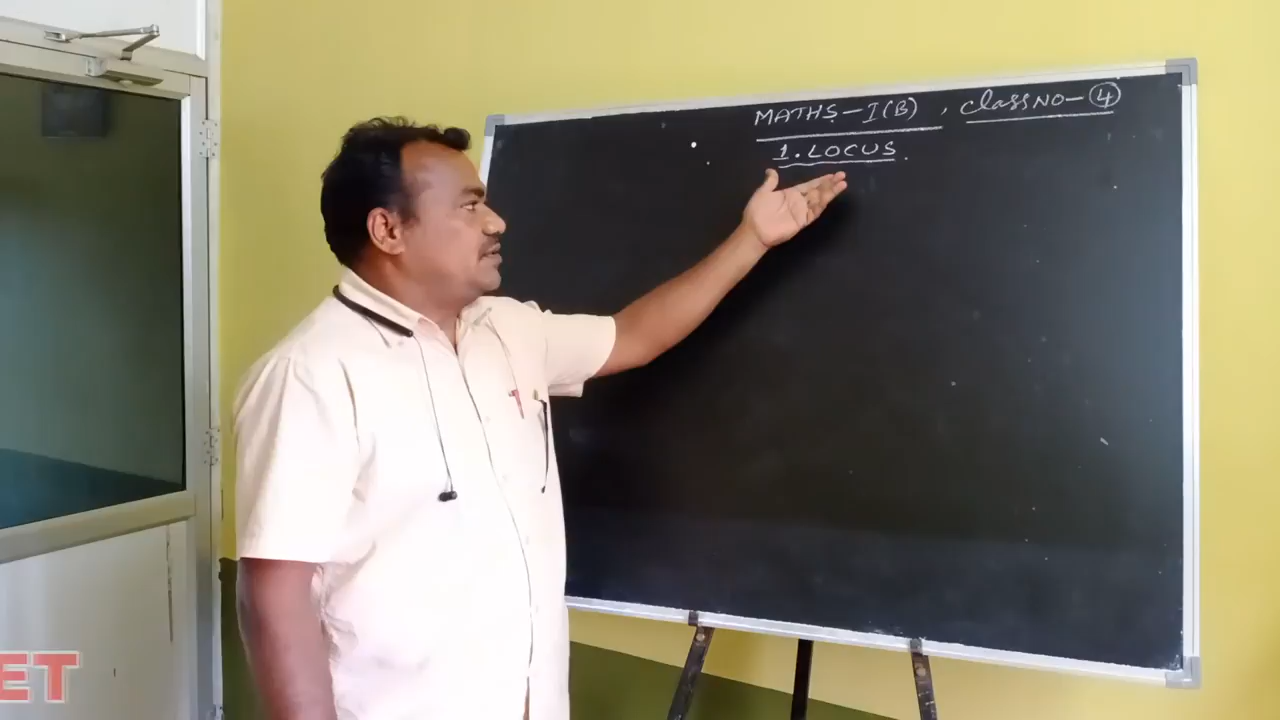 MATHS-I(B), class NO-④
1. LOCUS.
ET